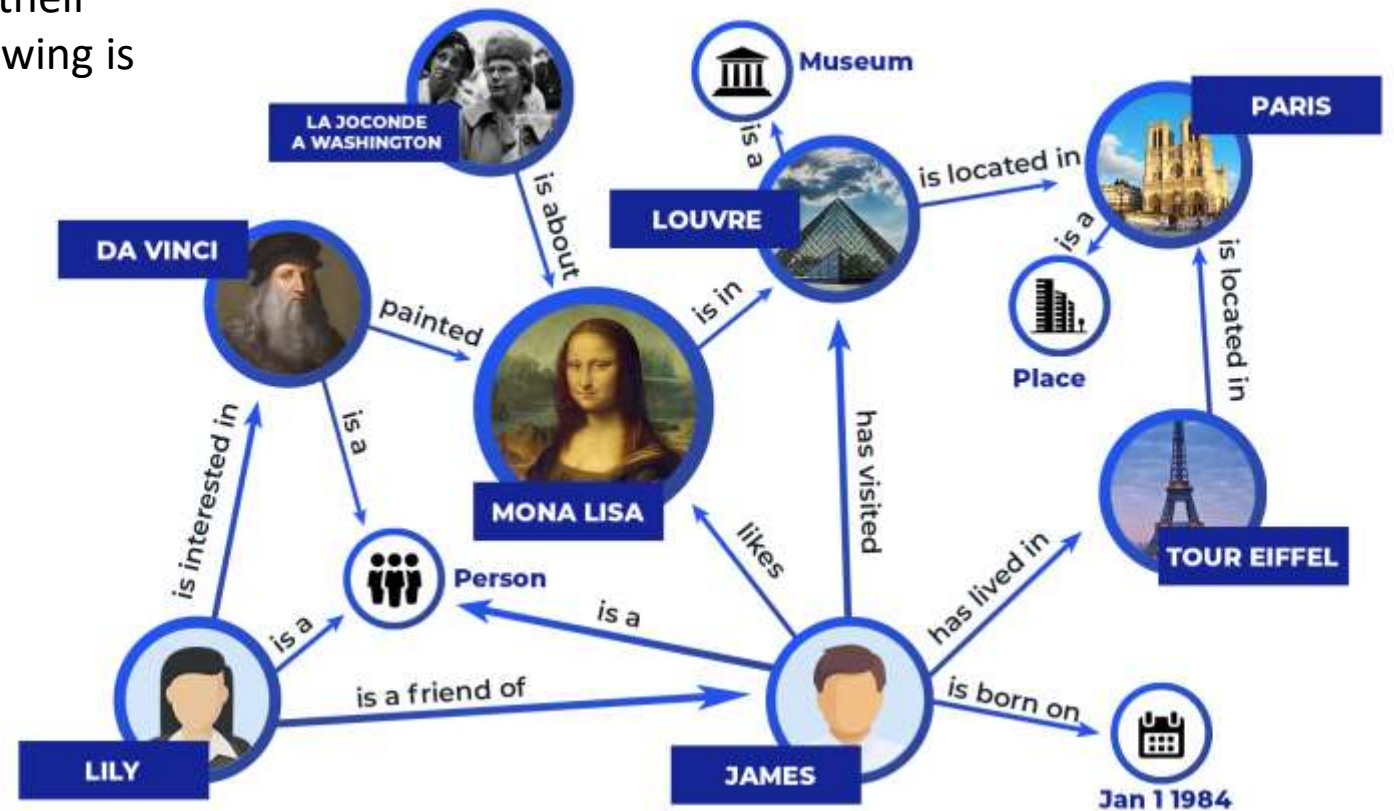 wing is
LA JOCONDE
A WASHINGTON
Museum
is a
PARIS
is about
LOUVRE
is located in
DA VINCI
is a
painted
is in
is located in
Place
is a
MONA LISA
has visited
is interested in
likes
TOUR EIFFEL
Person
has lived in
is a
is a
is a friend of
is born on
LILY
JAMES
Jan 1 1984